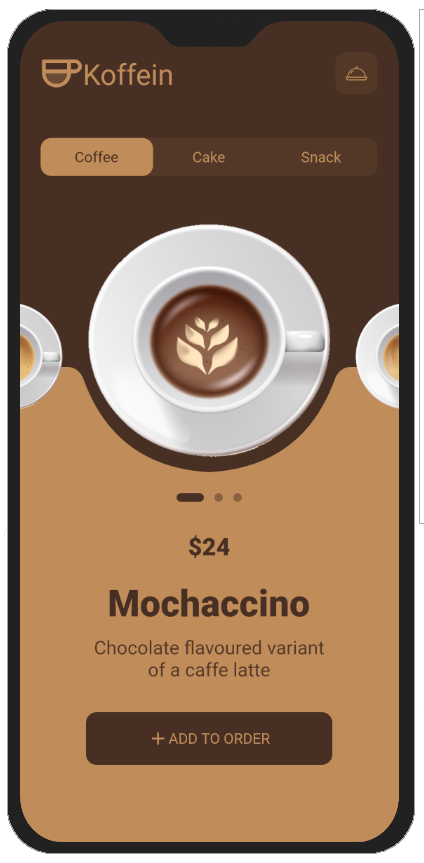 Koffein
Coffee Cake Snack
$24
Mochaccino
Chocolate flavoured variant
of a caffe latte
+ ADD TO ORDER